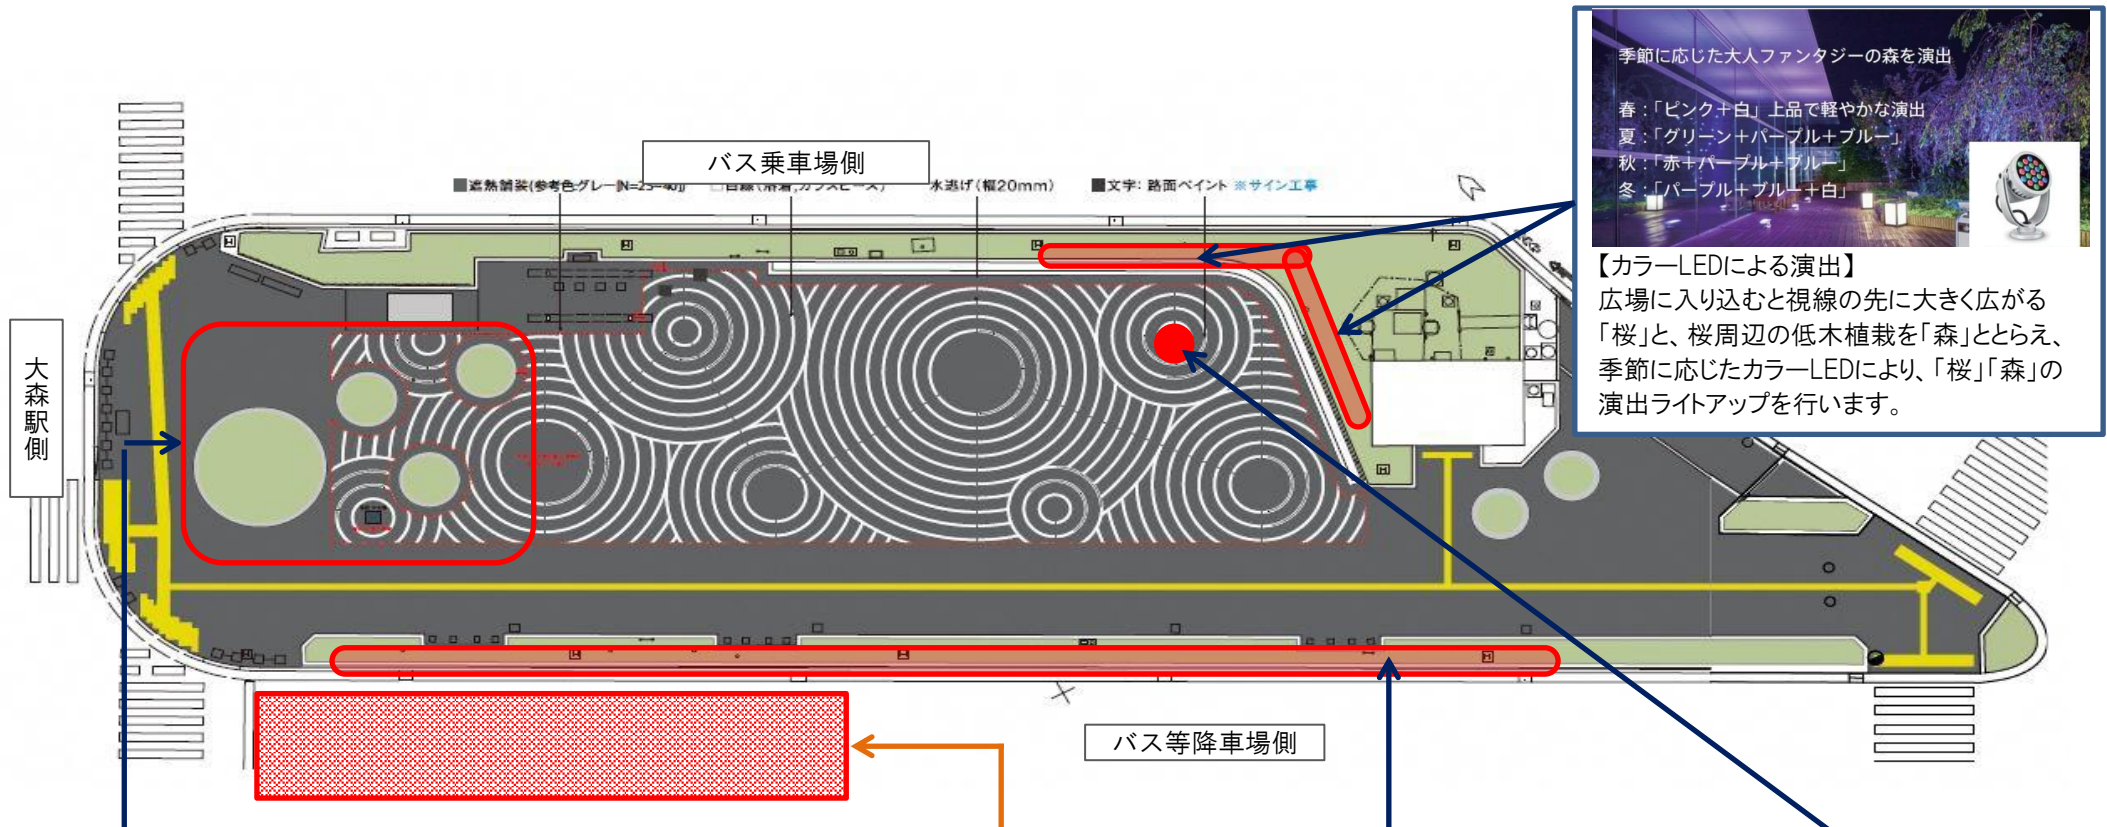 季節に応じた大人ファンタジーの森を演出
春：「ピンク＋白」上品で軽やかな演出
夏：「グリーン＋パープル＋ブルー」
秋：「赤＋パープル＋ブルー」
冬：「パープル＋ブルー＋白」
【カラーLEDによる演出】
広場に入り込むと視線の先に大きく広がる
「桜」と、桜周辺の低木植栽を「森」ととらえ、
季節に応じたカラーLEDにより、「桜」「森」の
演出ライトアップを行います。
バス乗車場側
■遮熱舗装(参考色:グレー
水逃げ(幅20mm)
■文字: 路面ペイント ※サイン工事
大森駅側
バス等降車場側